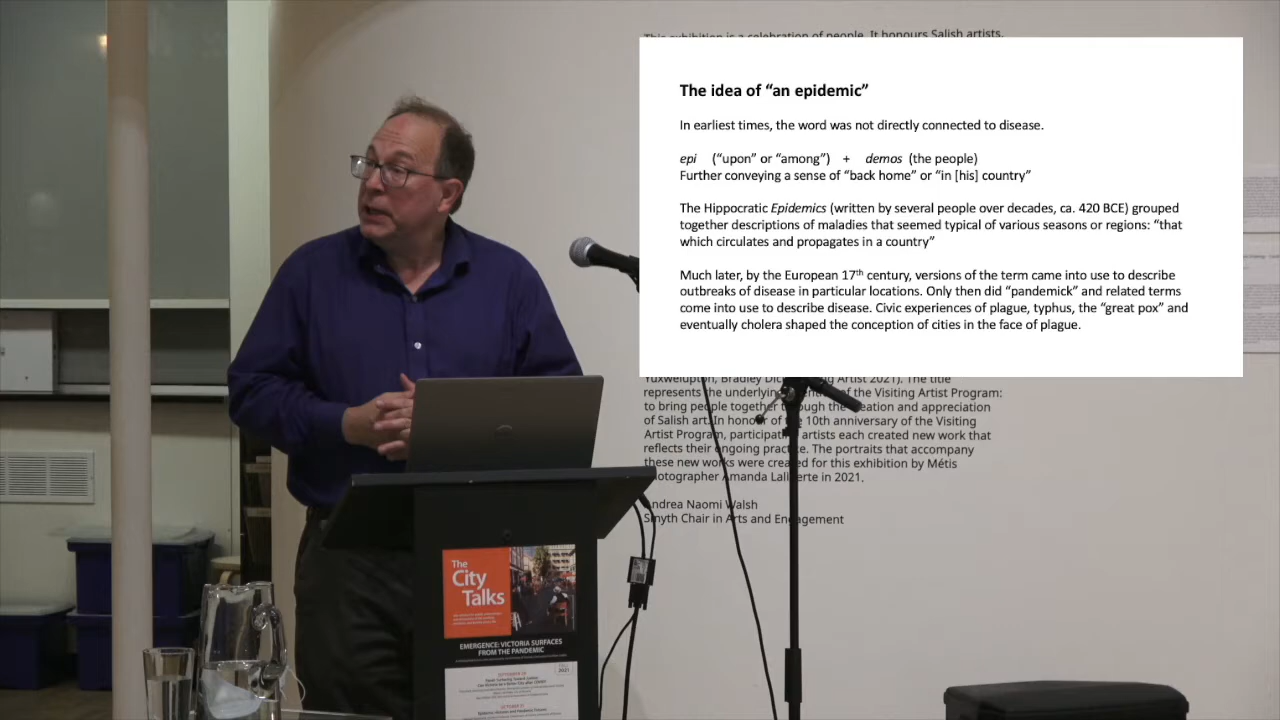 This exhibition is a celebration of people. It honours Salish artists,
The idea of “an epidemic”
In earliest times, the word was not directly connected to disease.
epi (“upon” or “among”) + demos (the people)
Further conveying a sense of “back home” or “in [his] country”
The Hippocratic Epidemics (written by several people over decades, ca. 420 BCE) grouped
together descriptions of maladies that seemed typical of various seasons or regions: “that
which circulates and propagates in a country”
Much later, by the European 17th century, versions of the term came into use to describe
outbreaks of disease in particular locations. Only then did “pandemick” and related terms
come into use to describe disease. Civic experiences of plague, typhus, the “great pox” and
eventually cholera shaped the conception of cities in the face of plague.
Yuxweluptun, Bradley Artist 2021). The title
represents the underlying of the Visiting Artist Program:
to bring people together through the creation and appreciation
of Salish art. In honour of the 10th anniversary of the Visiting
Artist Program, participating artists each created new work that
reflects their ongoing practice. The portraits that accompany
these new works were created for this exhibition by Métis
photographer Amanda Laliberte in 2021.
Andrea Naomi Walsh
Smyth Chair in Arts and Engagement
The
City
Talks
EMERGENCE: VICTORIA SURFACES
FROM THE PANDEMIC
FALL
2021